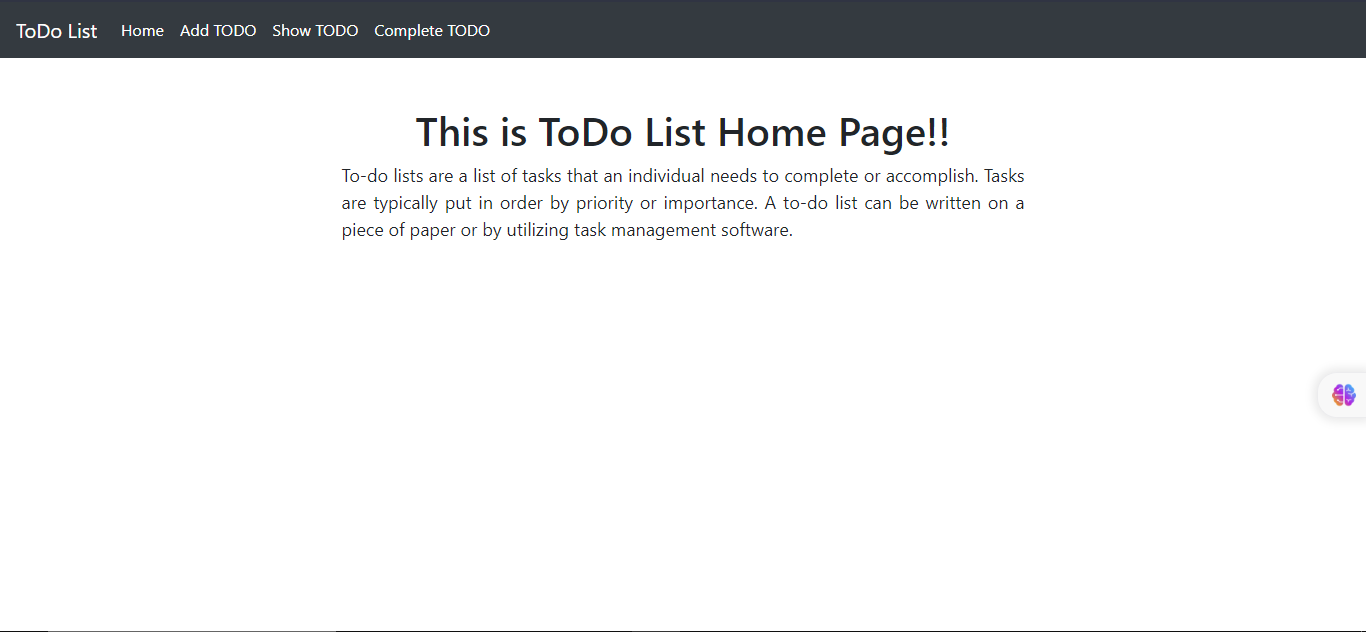 ToDo List Home Add TODO Show TODO Complete TODO
This is ToDo List Home Page!!
To-do lists are a list of tasks that an individual needs to complete or accomplish. Tasks
are typically put in order by priority or importance. A to-do list can be written on a
piece of paper or by utilizing task management software.